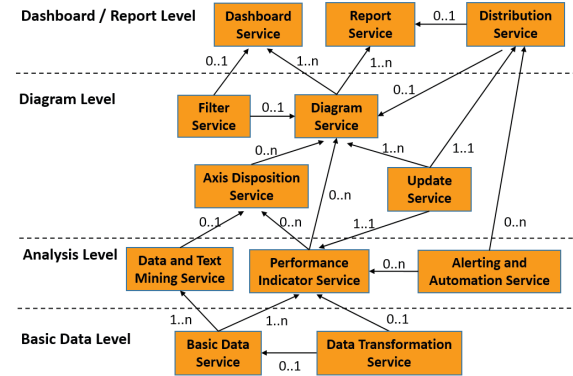 Dashboard / Report Level
Dashboard
Service
Report
Service
0..1
Distribution
Service
0..1
1..n
1..n
0..1
Diagram Level
Filter
Service
0..1
Diagram
Service
0..n
1..n
1..1
Axis Disposition
Service
0..n
Update
Service
0..1
0..n
1..1
0..n
Analysis Level
Data and Text
Mining Service
Performance
Indicator Service
0..n
Alerting and
Automation Service
1..n
1..n
0..1
Basic Data Level
Basic Data
Service
0..1
Data Transformation
Service